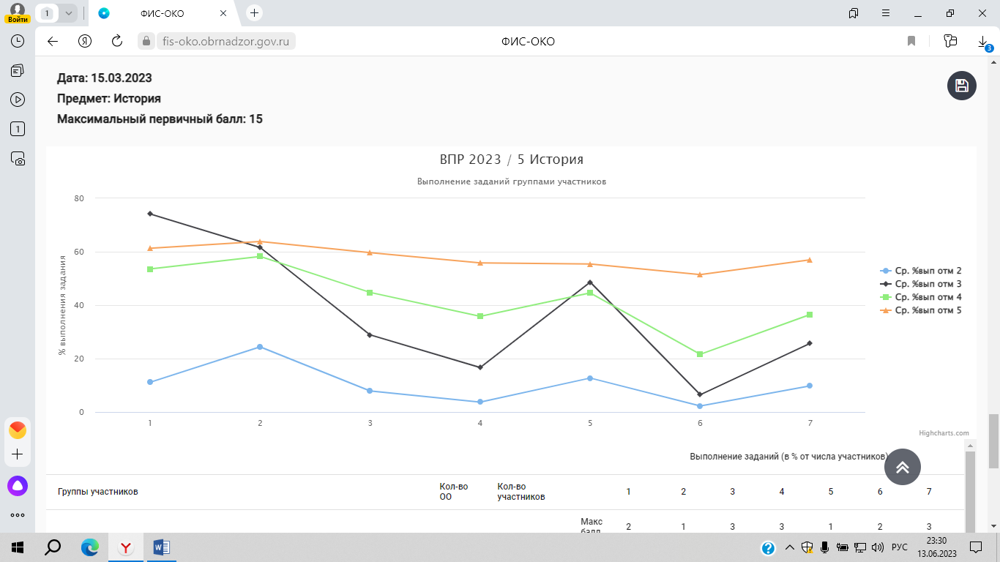 Войти
1
ФИС-ОКО
fis-oko.obrnadzor.gov.ru
ФИС-ОКО
3
1
Дата: 15.03.2023
Предмет: История
Максимальный первичный балл: 15
ВПР 2023 / 5 История
Выполнение заданий группами участников
% выполнения задания
80
60
40
20
0
1 2 3 4 5 6 7
Ср. %вып отм 2
Ср. %вып отм 3
Ср. %вып отм 4
Ср. %вып отм 5
Highcharts.com
Выполнение заданий (в % от числа участников)
Группы участников Кол-во ОО Кол-во участников 1 2 3 4 5 6 7
Макс балл 2 1 3 3 1 2 3
РУС
23:30
13.06.2023